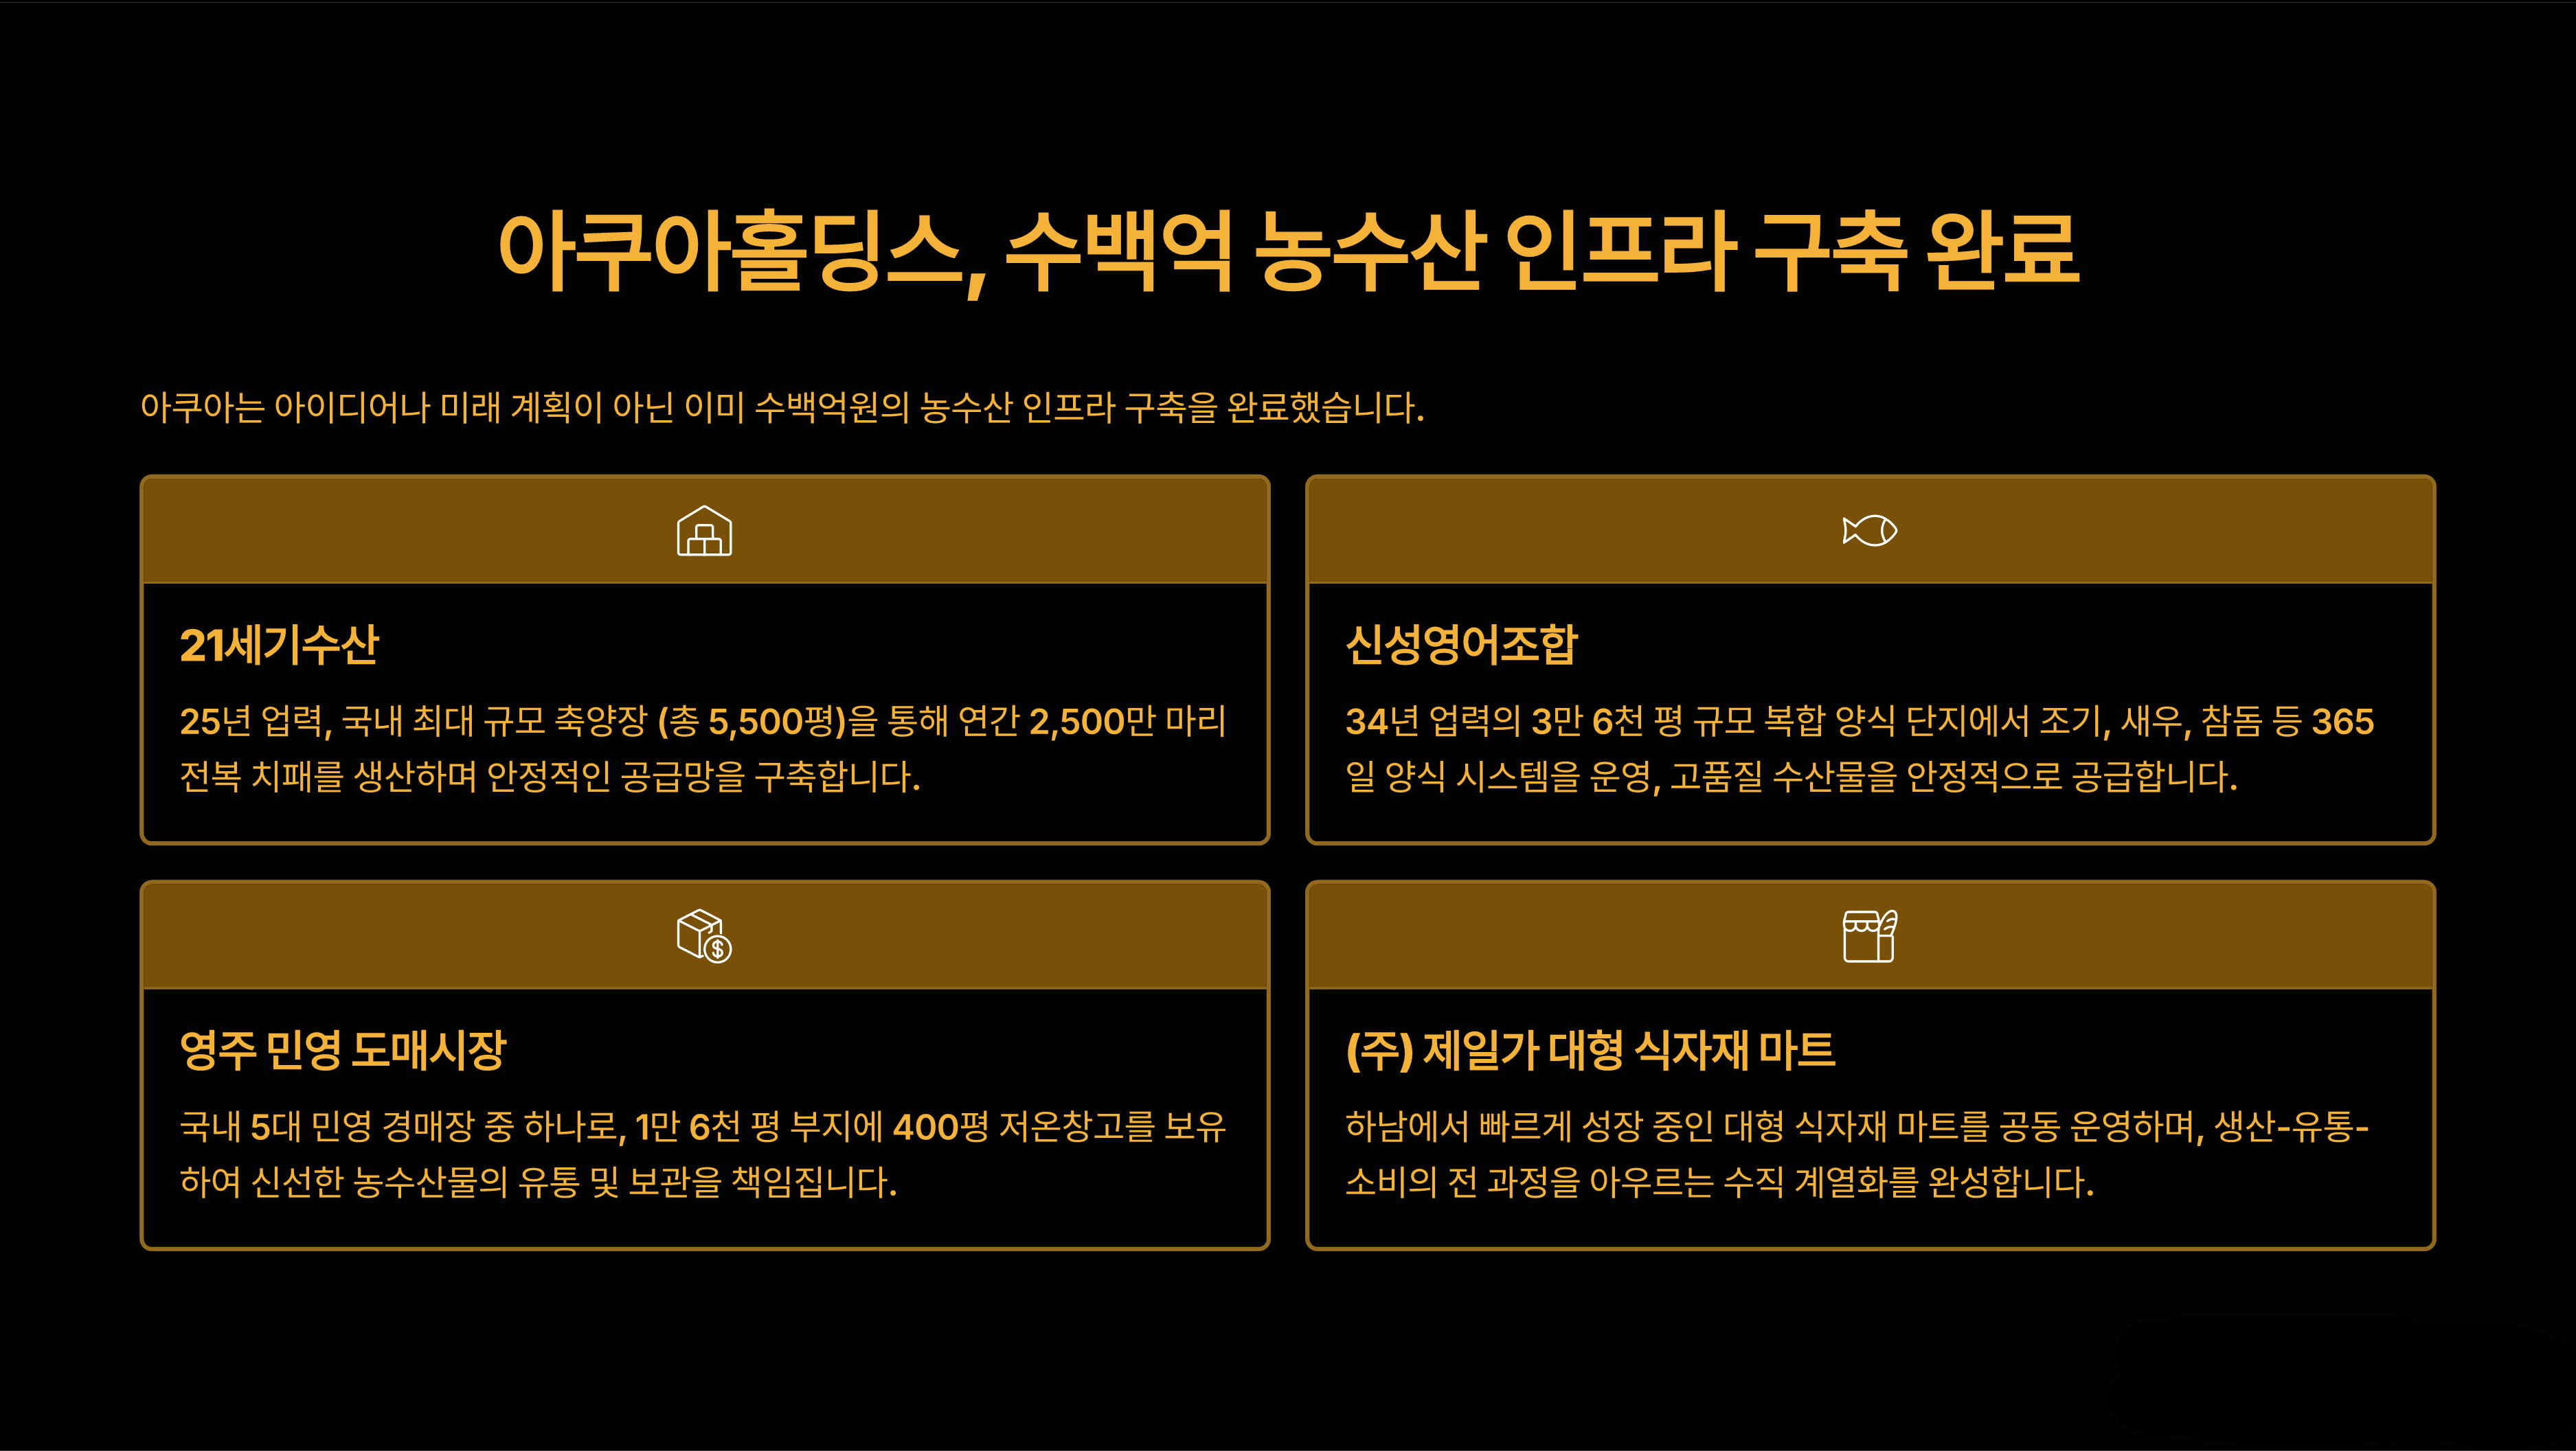 아쿠아홀딩스, 수백억 농수산 인프라 구축 완료
아쿠아는 아이디어나 미래 계획이 아닌 이미 수백억원의 농수산 인프라 구축을 완료했습니다.
21세기수산
25년 업력, 국내 최대 규모 축양장 (총 5,500평)을 통해 연간 2,500만 마리
전복 치패를 생산하며 안정적인 공급망을 구축합니다.
신성영어조합
34년 업력의 3만 6천 평 규모 복합 양식 단지에서 조기, 새우, 참돔 등 365
일 양식 시스템을 운영, 고품질 수산물을 안정적으로 공급합니다.
영주 민영 도매시장
국내 5대 민영 경매장 중 하나로, 1만 6천 평 부지에 400평 저온창고를 보유
하여 신선한 농수산물의 유통 및 보관을 책임집니다.
(주) 제일가 대형 식자재 마트
하남에서 빠르게 성장 중인 대형 식자재 마트를 공동 운영하며, 생산-유통-
소비의 전 과정을 아우르는 수직 계열화를 완성합니다.